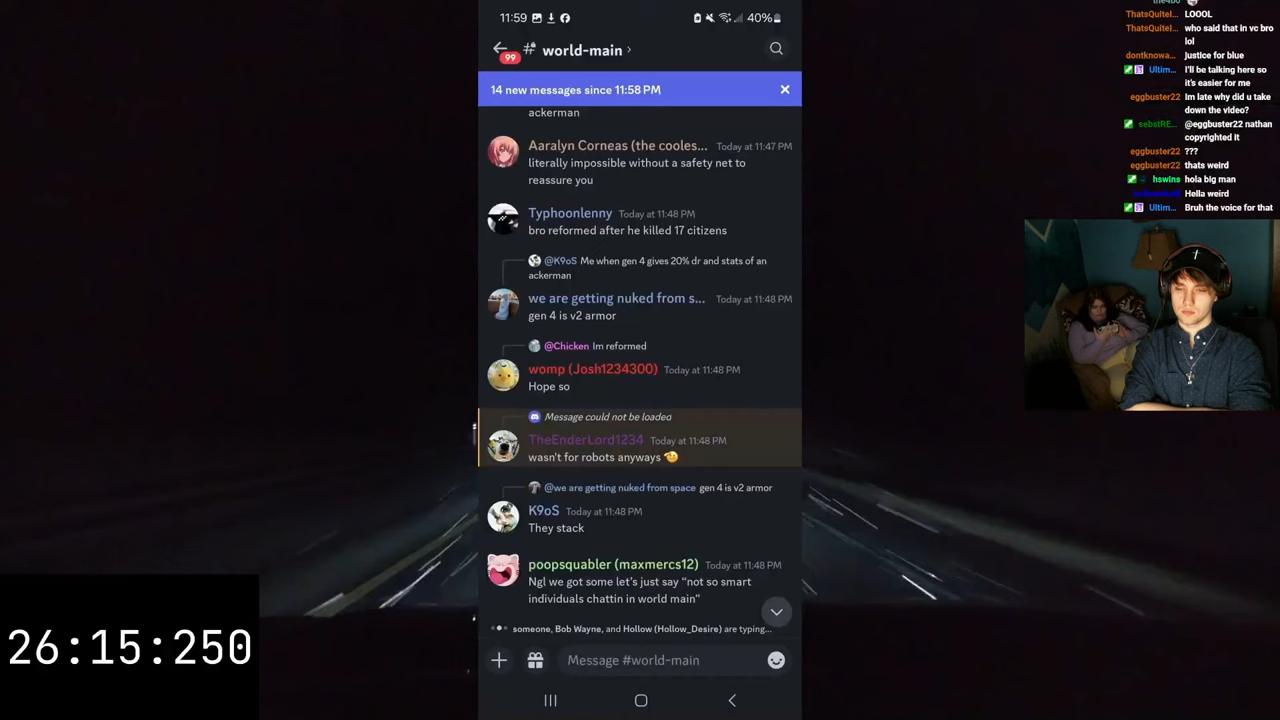 11:59
40%
99
# world-main ›
14 new messages since 11:58 PM
ackerman
Aaralyn Corneas (the cooles... Today at 11:47 PM
literally impossible without a safety net to
reassure you
Typhoonlenny Today at 11:48 PM
bro reformed after he killed 17 citizens
@K9oS Me when gen 4 gives 20% dr and stats of an
ackerman
we are getting nuked from s... Today at 11:48 PM
gen 4 is v2 armor
@Chicken Im reformed
womp (Josh1234300) Today at 11:48 PM
Hope so
Message could not be loaded
TheEnderLord1234 Today at 11:48 PM
wasn't for robots anyways 🫡
@we are getting nuked from space gen 4 is v2 armor
K9oS Today at 11:48 PM
They stack
poopsquabler (maxmercs12) Today at 11:48 PM
Ngl we got some let's just say “not so smart
individuals chattin in world main”
someone, Bob Wayne, and Hollow (Hollow_Desire) are typing...
Message #world-main
26:15:250
ThatsQuiteI... LOOOL
ThatsQuiteI... who said that in vc bro
lol
dontknowa... justice for blue
Ultim... I'll be talking here so
it's easier for me
eggbuster22 Im late why did u take
down the video?
sebstRE... @eggbuster22 nathan
copyrighted it
eggbuster22 ???
eggbuster22 thats weird
hswins hola big man
Hella weird
Ultim... Bruh the voice for that